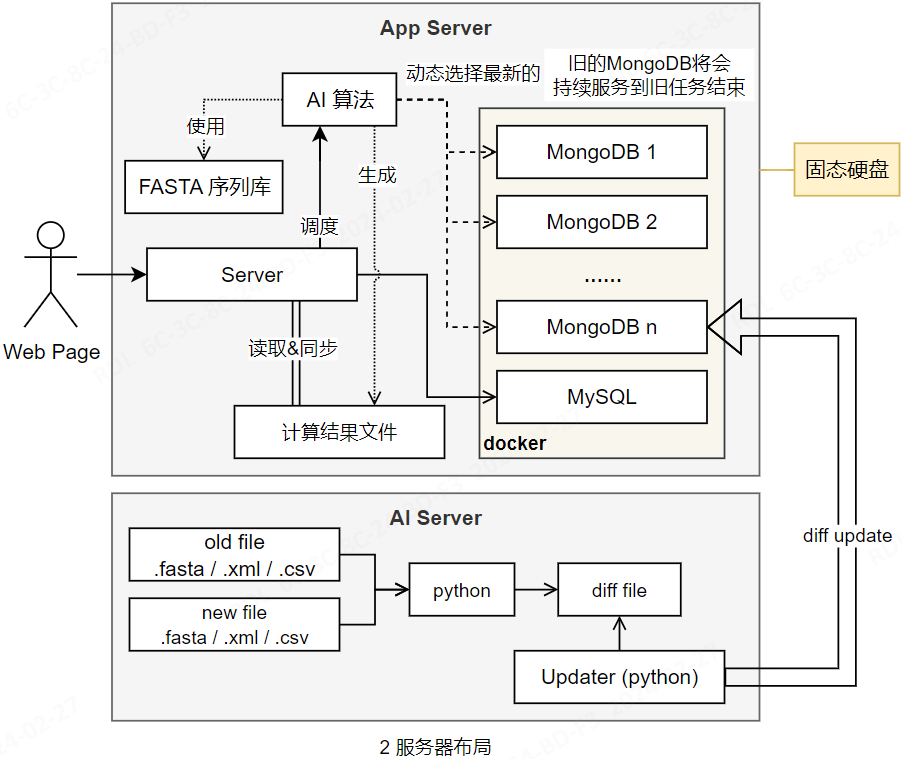 App Server
动态选择最新的
旧的MongoDB将会
持续服务到旧任务结束
AI 算法
使用
FASTA 序列库
生成
调度
MongoDB 1
MongoDB 2
......
MongoDB n
MySQL
docker
固态硬盘
Web Page
Server
读取&同步
计算结果文件
AI Server
old file
.fasta / .xml / .csv
new file
.fasta / .xml / .csv
python
diff file
Updater (python)
diff update
2 服务器布局